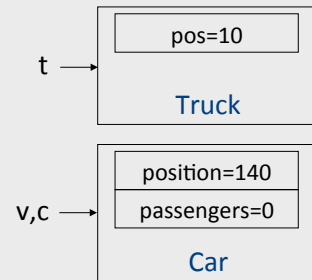 pos=10
t
Truck
position=140
passengers=0
v,c
Car